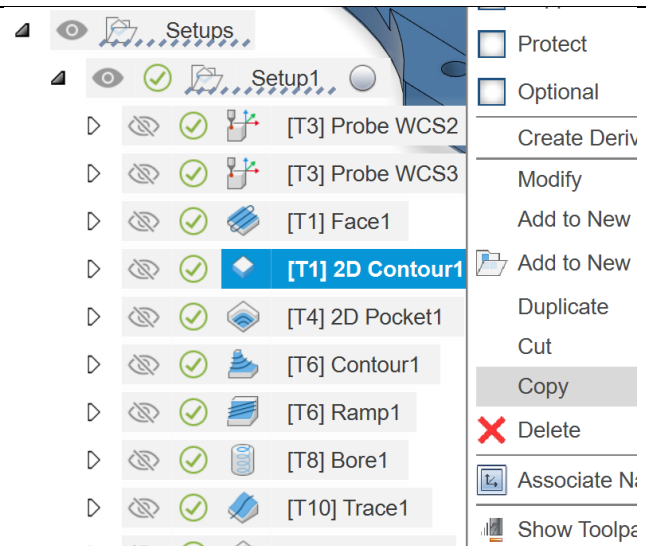 Setups
Setup1
[T3] Probe WCS2
[T3] Probe WCS3
[T1] Face1
[T1] 2D Contour1
[T4] 2D Pocket1
[T6] Contour1
[T6] Ramp1
[T8] Bore1
[T10] Trace1
Protect
Optional
Create Deriv
Modify
Add to New
Add to New
Duplicate
Cut
Copy
Delete
Associate Na
Show Toolpa